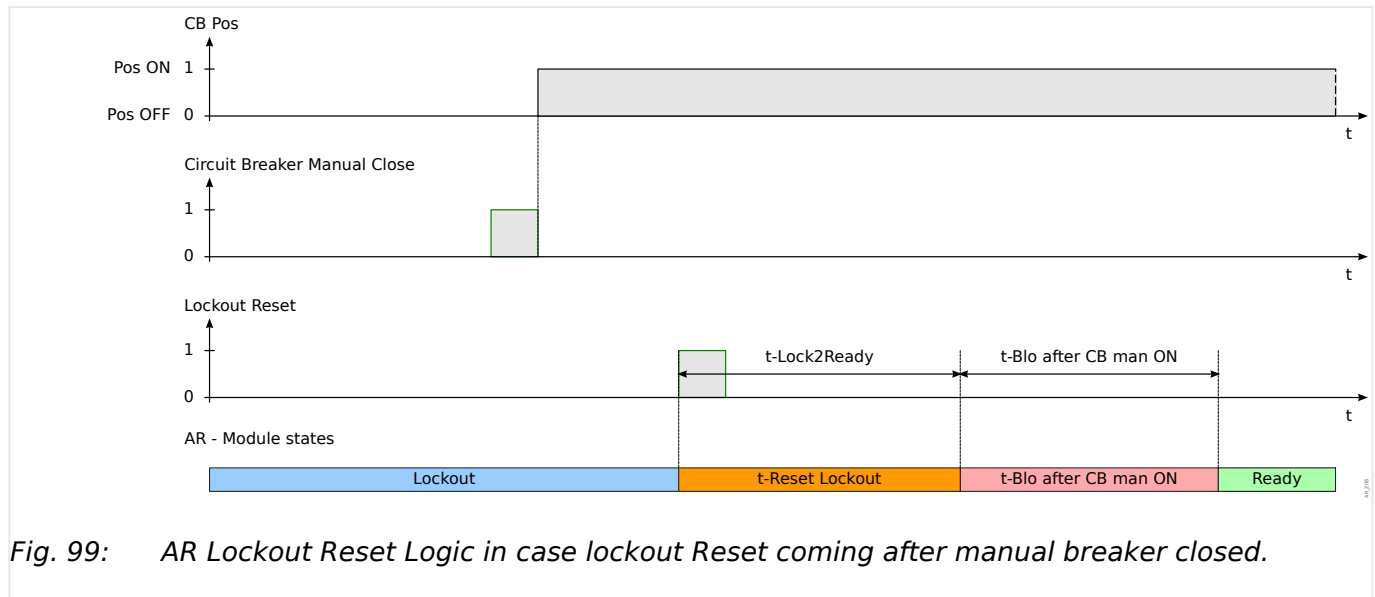 CB Pos
Pos ON 1
Pos OFF 0
t
Circuit Breaker Manual Close
1
0
t
Lockout Reset
1
t-Lock2Ready
t-Blo after CB man ON
0
t
AR - Module states
Lockout
t-Reset Lockout
t-Blo after CB man ON
Ready
Fig. 99: AR Lockout Reset Logic in case lockout Reset coming after manual breaker closed.